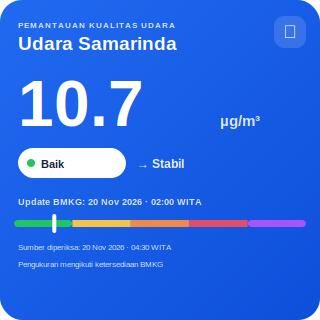 PEMANTAUAN KUALITAS UDARA
Udara Samarinda
10.7 µg/m³
Baik → Stabil
Update BMKG: 20 Nov 2026 · 02:00 WITA
Sumber diperiksa: 20 Nov 2026 · 04:30 WITA
Pengukuran mengikuti ketersediaan BMKG